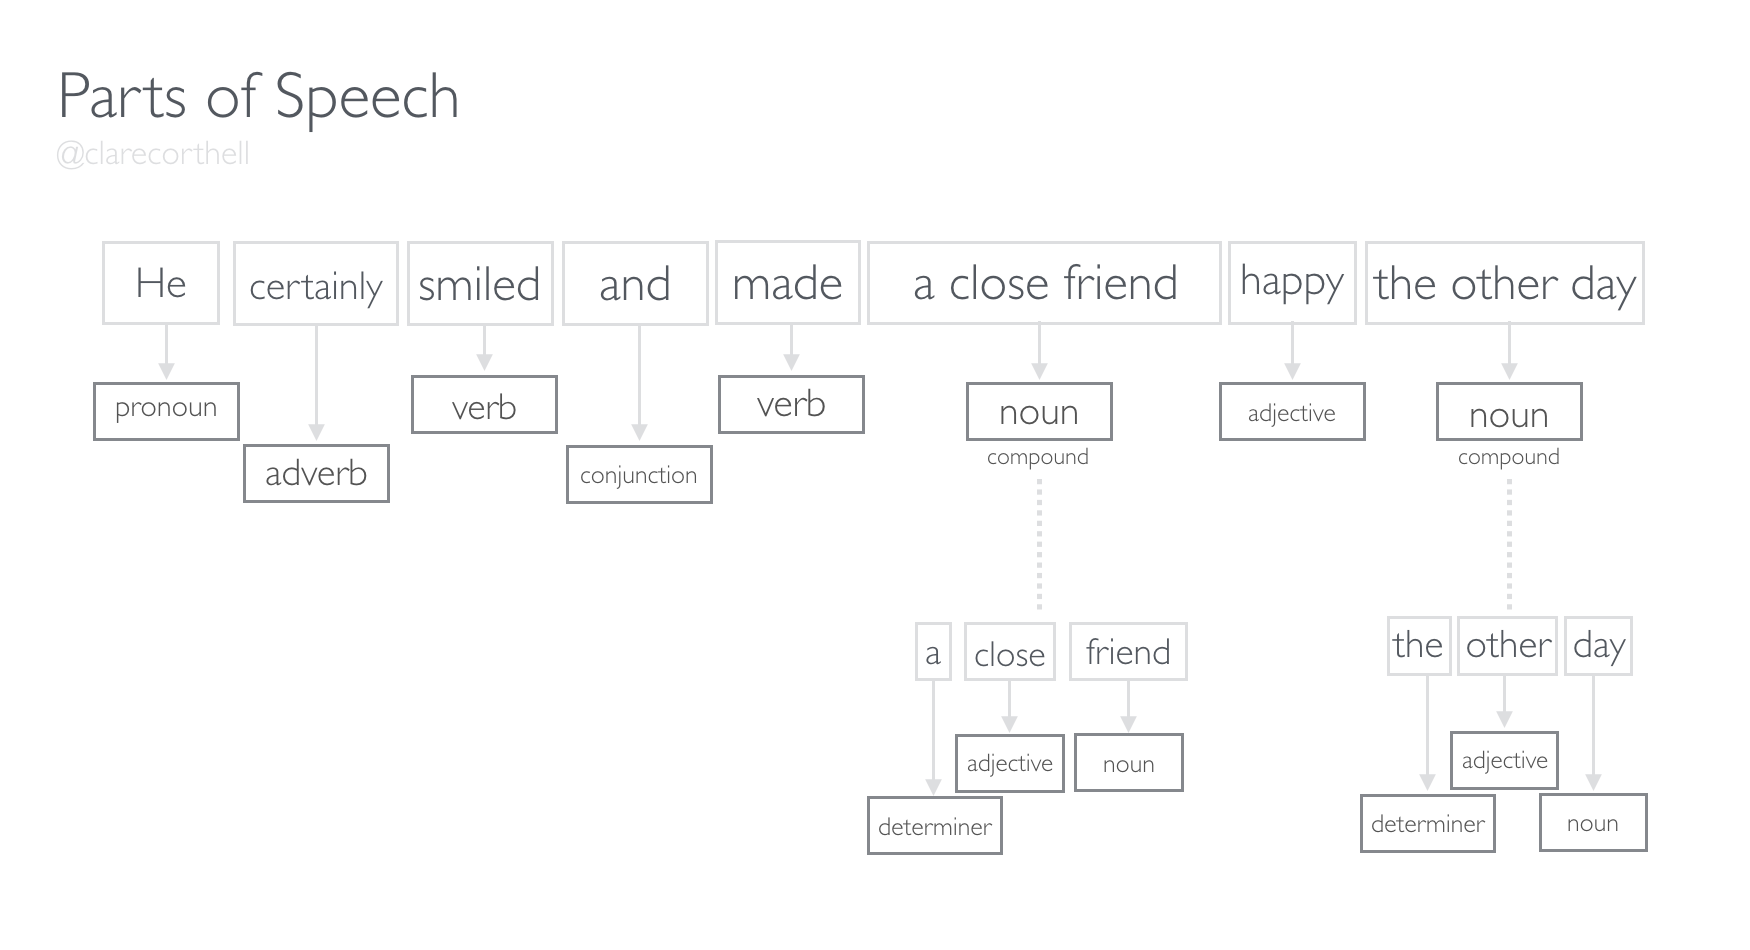 Parts of Speech
@clarecorthell
He certainly smiled and made a close friend happy the other day
pronoun verb verb noun adjective noun
adverb conjunction compound compound
a close friend the other day
adjective noun adjective
determiner determiner noun